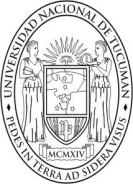 UNIVERSIDAD NACIONAL DE TUCUMAN
MCMXIV
PEDES IN TERRA AD SIDERA VISUS